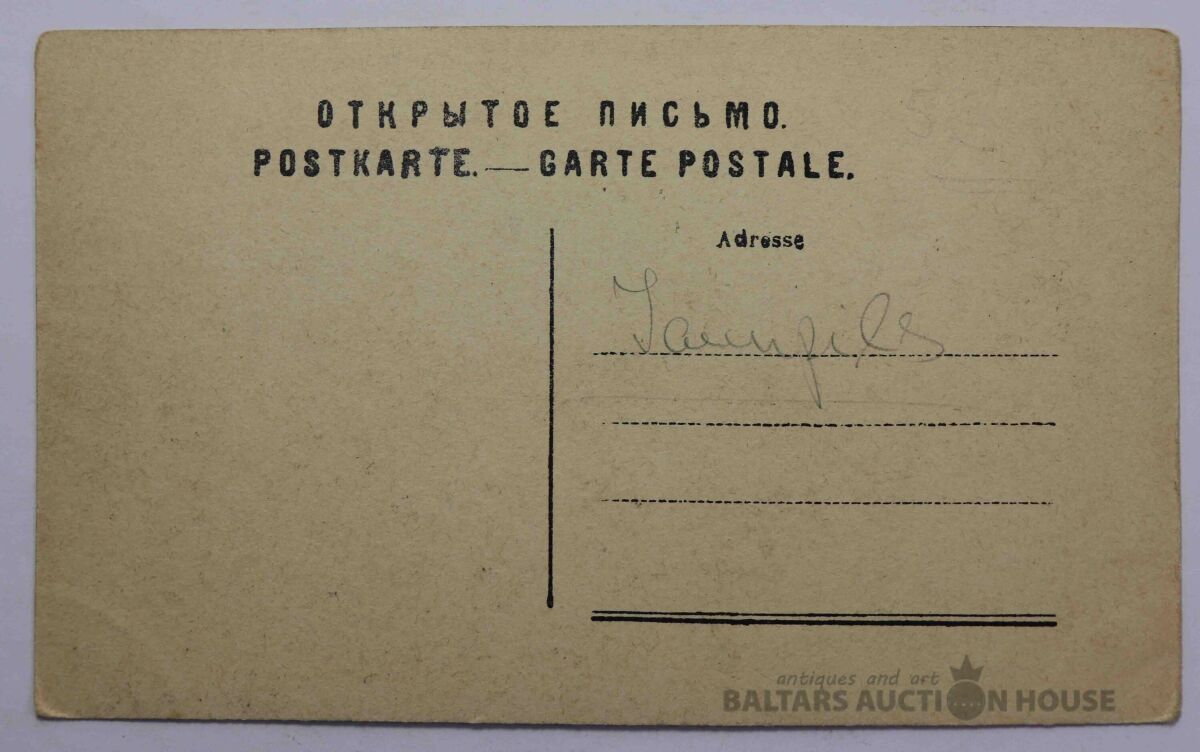 ОТКРЫТОЕ ПИСЬМО.
POSTKARTE. — CARTE POSTALE.
Adresse
Jaunpils
antiques and art
BALTARS AUCTION HOUSE